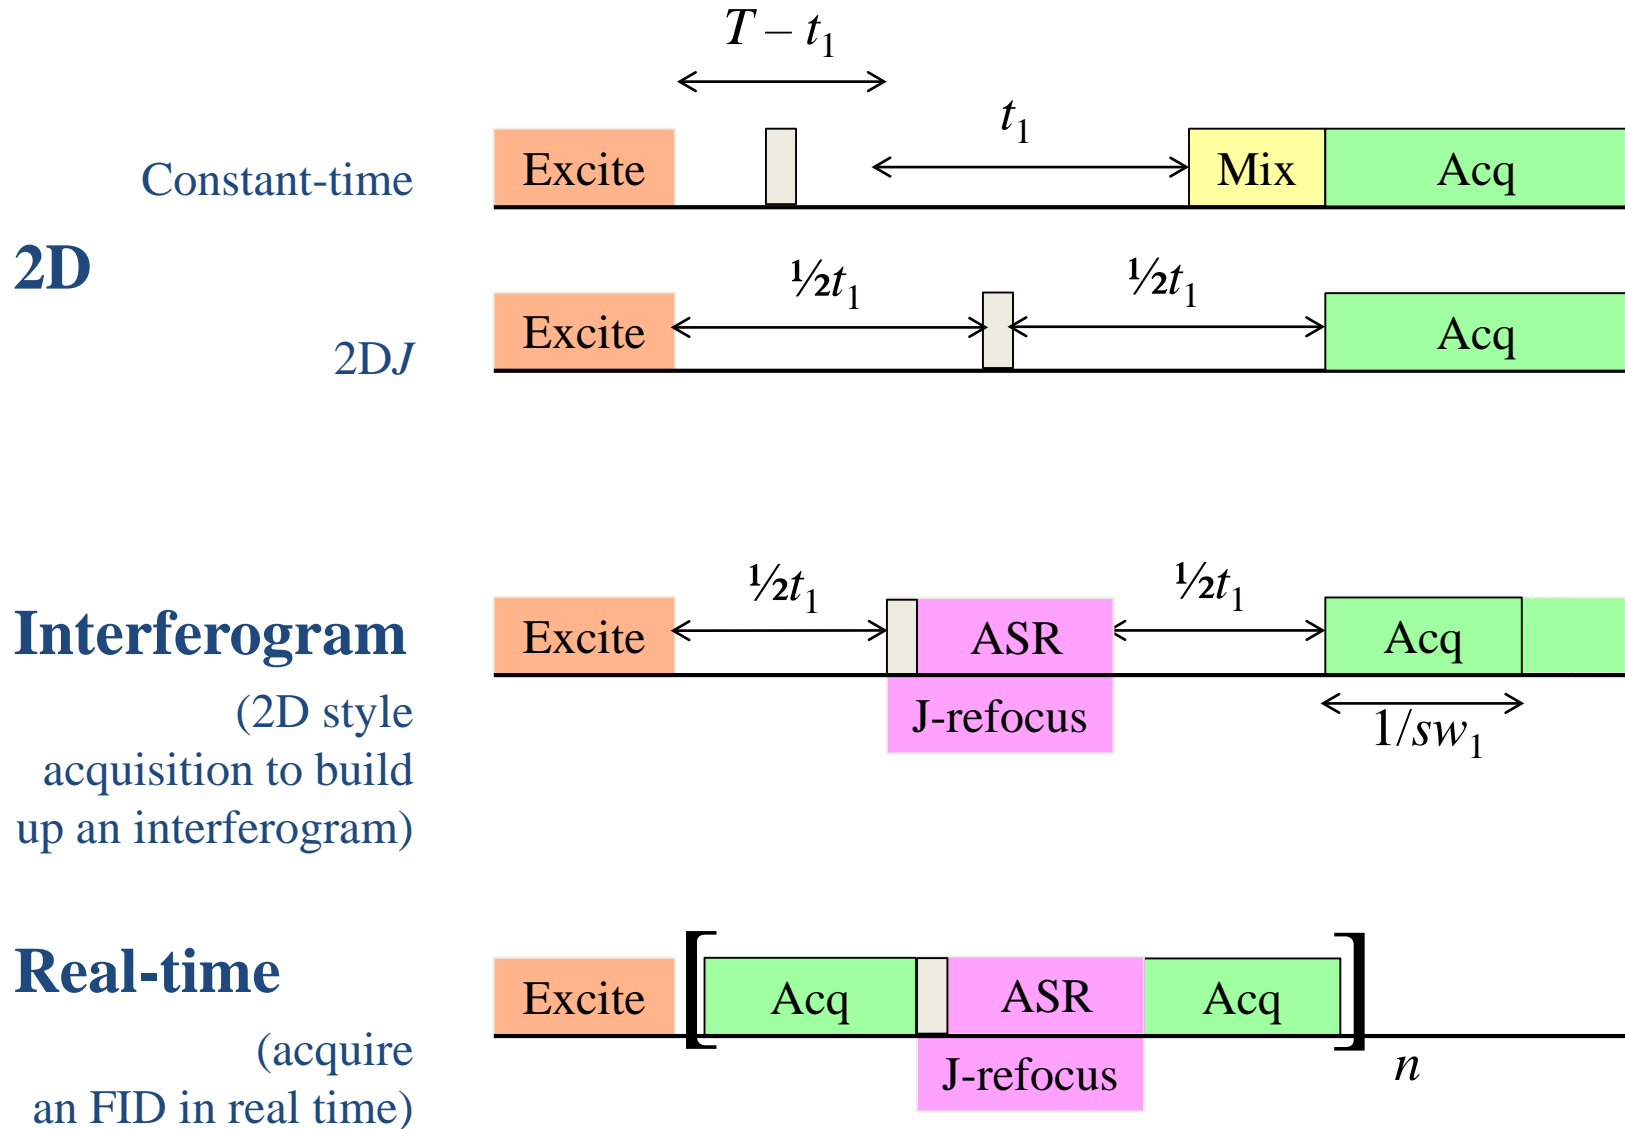 T – t₁
Constant-time
Excite
t₁
Mix
Acq
2D
2DJ
Excite
½t₁
½t₁
Acq
Interferogram
(2D style
acquisition to build
up an interferogram)
Excite
½t₁
ASR
J-refocus
½t₁
Acq
1/sw₁
Real-time
(acquire
an FID in real time)
Excite
[
Acq
ASR
J-refocus
Acq
]
n